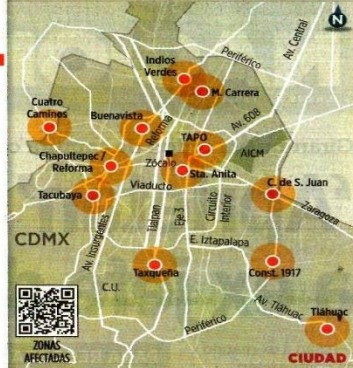 N
Av. Central
Indios
Verdes
Periférico
M. Carrera
Cuatro
Caminos
Buenavista
Reforma
Av. 608
TAPO
Chapultepec /
Reforma
Zócalo
AICM
Viaducto
Sta. Anita
Tacubaya
C. de S. Juan
Zaragoza
Av. Insurgentes
Tlalpan
Eje 3
Circuito
Interior
CDMX
E. Iztapalapa
Taxqueña
Const. 1917
C.U.
Av. Tláhuac
Periférico
Tláhuac
ZONAS
AFECTADAS
CIUDAD